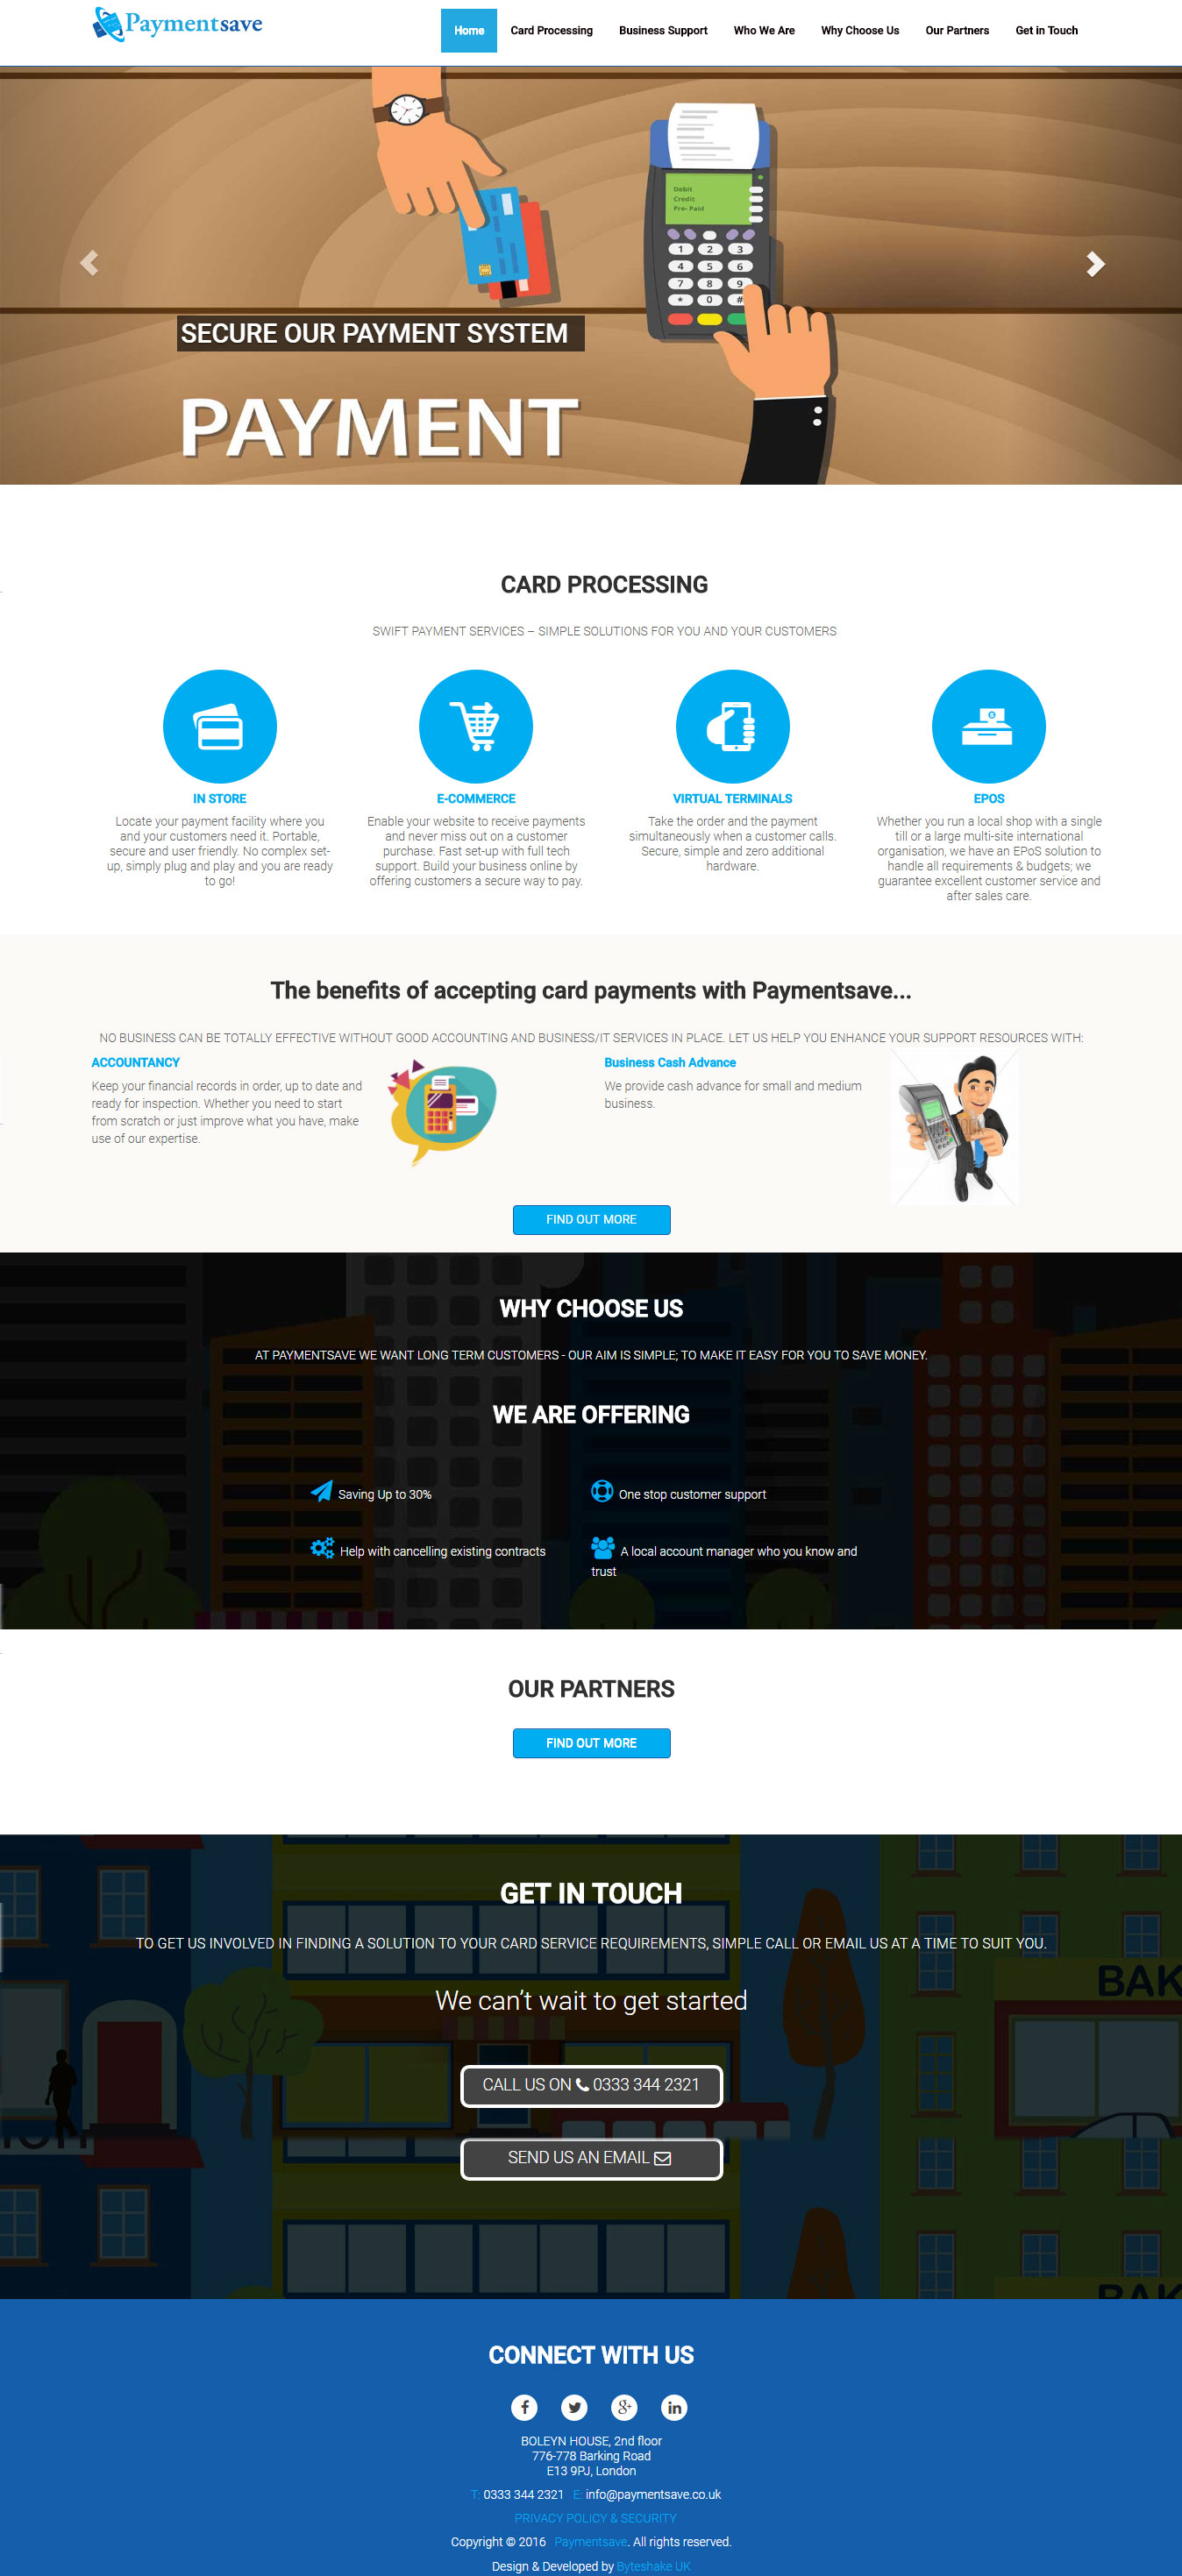 Paymentsave
Home Card Processing Business Support Who We Are Why Choose Us Our Partners Get in Touch
Debit
Credit
Pre- Paid
1 2 3
4 5 6
7 8 9
* 0 #
SECURE OUR PAYMENT SYSTEM
PAYMENT
CARD PROCESSING
SWIFT PAYMENT SERVICES – SIMPLE SOLUTIONS FOR YOU AND YOUR CUSTOMERS
IN STORE
Locate your payment facility where you
and your customers need it. Portable,
secure and user friendly. No complex set-
up, simply plug and play and you are ready
to go!
E-COMMERCE
Enable your website to receive payments
and never miss out on a customer
purchase. Fast set-up with full tech
support. Build your business online by
offering customers a secure way to pay.
VIRTUAL TERMINALS
Take the order and the payment
simultaneously when a customer calls.
Secure, simple and zero additional
hardware.
EPOS
Whether you run a local shop with a single
till or a large multi-site international
organisation, we have an EPoS solution to
handle all requirements & budgets; we
guarantee excellent customer service and
after sales care.
The benefits of accepting card payments with Paymentsave...
NO BUSINESS CAN BE TOTALLY EFFECTIVE WITHOUT GOOD ACCOUNTING AND BUSINESS/IT SERVICES IN PLACE. LET US HELP YOU ENHANCE YOUR SUPPORT RESOURCES WITH:
ACCOUNTANCY
Keep your financial records in order, up to date and
ready for inspection. Whether you need to start
from scratch or just improve what you have, make
use of our expertise.
Business Cash Advance
We provide cash advance for small and medium
business.
FIND OUT MORE
WHY CHOOSE US
AT PAYMENTSAVE WE WANT LONG TERM CUSTOMERS - OUR AIM IS SIMPLE; TO MAKE IT EASY FOR YOU TO SAVE MONEY.
WE ARE OFFERING
Saving Up to 30%
One stop customer support
Help with cancelling existing contracts
A local account manager who you know and
trust
OUR PARTNERS
FIND OUT MORE
GET IN TOUCH
TO GET US INVOLVED IN FINDING A SOLUTION TO YOUR CARD SERVICE REQUIREMENTS, SIMPLE CALL OR EMAIL US AT A TIME TO SUIT YOU.
BAK
We can't wait to get started
CALL US ON 0333 344 2321
SEND US AN EMAIL
BAK
CONNECT WITH US
BOLEYN HOUSE, 2nd floor
776-778 Barking Road
E13 9PJ, London
T: 0333 344 2321 E: info@paymentsave.co.uk
PRIVACY POLICY & SECURITY
Copyright © 2016 Paymentsave. All rights reserved.
Design & Developed by Byteshake UK